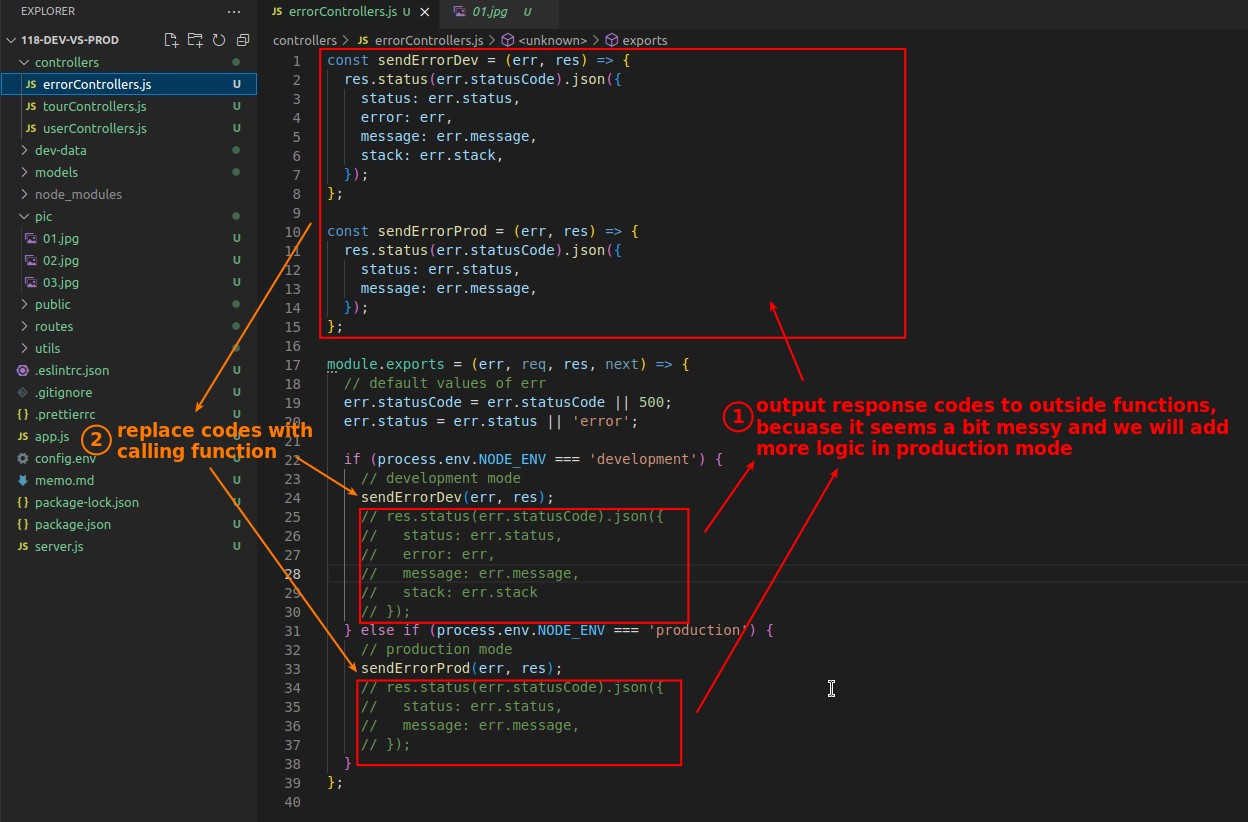 EXPLORER
···
118-DEV-VS-PROD
controllers
JS errorControllers.js U
JS tourControllers.js U
JS userControllers.js U
dev-data
models
node_modules
pic
01.jpg U
02.jpg U
03.jpg U
public
routes
utils
.eslintrc.json U
.gitignore U
{ } .prettierrc U
JS app.js U
config.env U
memo.md U
{ } package-lock.json U
{ } package.json U
JS server.js U
JS errorControllers.js U
01.jpg U
controllers > JS errorControllers.js > <unknown> > exports
1 const sendErrorDev = (err, res) => {
2 res.status(err.statusCode).json({
3 status: err.status,
4 error: err,
5 message: err.message,
6 stack: err.stack,
7 });
8 };
9
10 const sendErrorProd = (err, res) => {
11 res.status(err.statusCode).json({
12 status: err.status,
13 message: err.message,
14 });
15 };
16
17 module.exports = (err, req, res, next) => {
18 // default values of err
19 err.statusCode = err.statusCode || 500;
20 err.status = err.status || 'error';
21
22 if (process.env.NODE_ENV === 'development') {
23 // development mode
24 sendErrorDev(err, res);
25 // res.status(err.statusCode).json({
26 //   status: err.status,
27 //   error: err,
28 //   message: err.message,
29 //   stack: err.stack
30 // });
31 } else if (process.env.NODE_ENV === 'production') {
32 // production mode
33 sendErrorProd(err, res);
34 // res.status(err.statusCode).json({
35 //   status: err.status,
36 //   message: err.message,
37 // });
38 }
39 };
40
1 output response codes to outside functions,
becuase it seems a bit messy and we will add
more logic in production mode
2 replace codes with
calling function